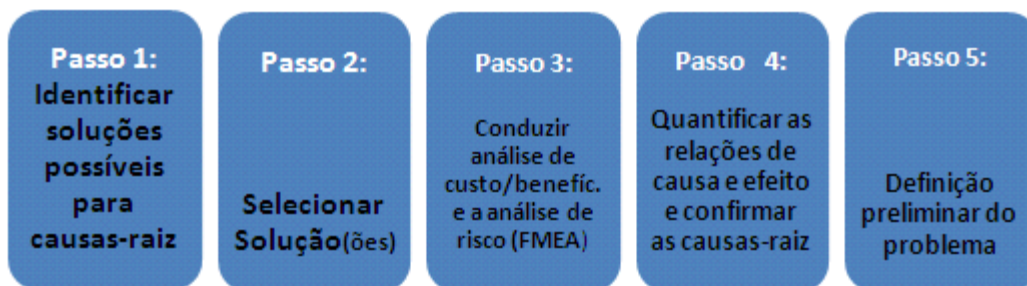 Passo 1:
Identificar
soluções
possíveis
para
causas-raiz
Passo 2:
Selecionar
Solução(ões)
Passo 3:
Conduzir
análise de
custo/benefíc.
e a análise de
risco (FMEA)
Passo 4:
Quantificar as
relações de
causa e efeito
e confirmar
as causas-raiz
Passo 5:
Definição
preliminar do
problema